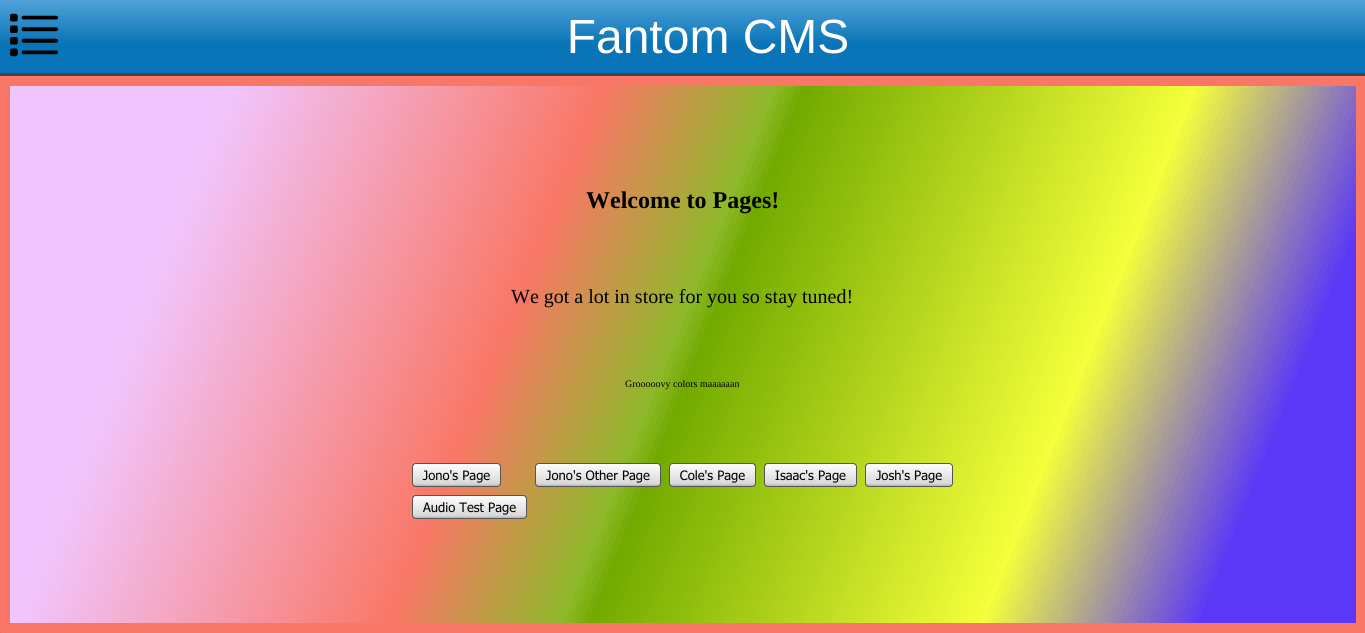 Fantom CMS
Welcome to Pages!
We got a lot in store for you so stay tuned!
Grooooovy colors maaaaaan
Jono's Page Jono's Other Page Cole's Page Isaac's Page Josh's Page
Audio Test Page